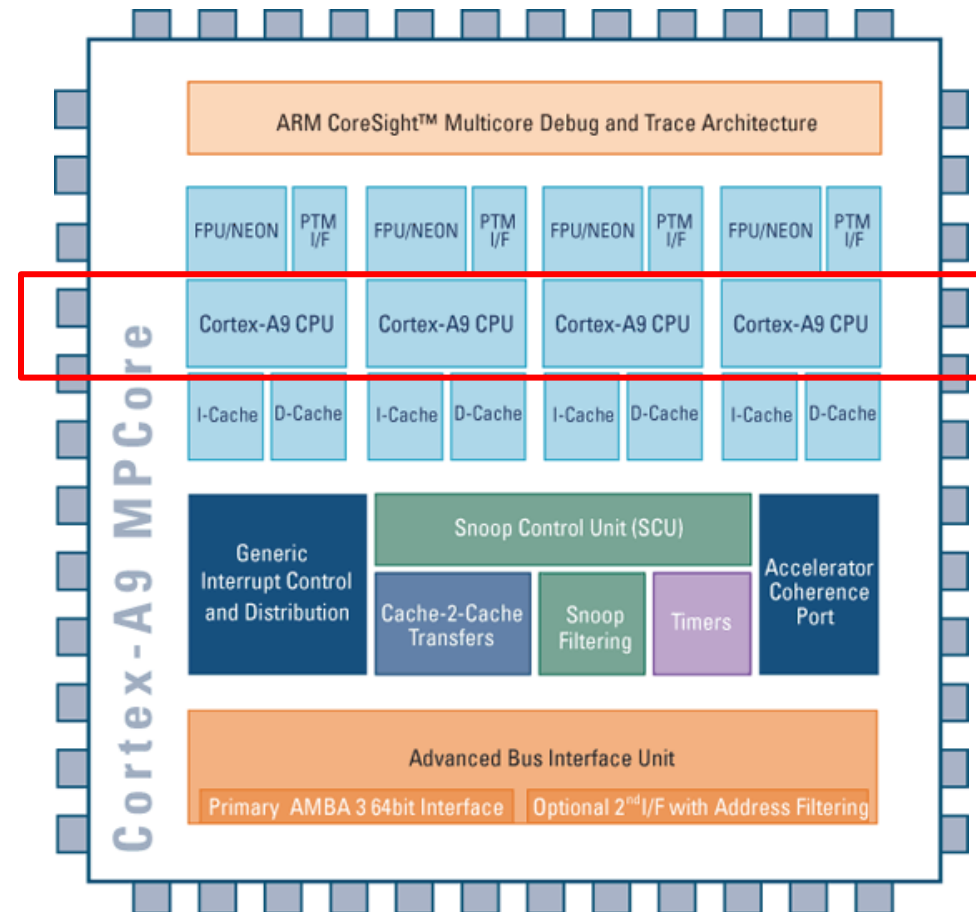 ARM CoreSight™ Multicore Debug and Trace Architecture
FPU/NEON
PTM
I/F
FPU/NEON
PTM
I/F
FPU/NEON
PTM
I/F
FPU/NEON
PTM
I/F
Cortex-A9 CPU
Cortex-A9 CPU
Cortex-A9 CPU
Cortex-A9 CPU
I-Cache
D-Cache
I-Cache
D-Cache
I-Cache
D-Cache
I-Cache
D-Cache
Cortex-A9 MPCore
Generic
Interrupt Control
and Distribution
Snoop Control Unit (SCU)
Cache-2-Cache
Transfers
Snoop
Filtering
Timers
Accelerator
Coherence
Port
Advanced Bus Interface Unit
Primary AMBA 3 64bit Interface
Optional 2nd I/F with Address Filtering